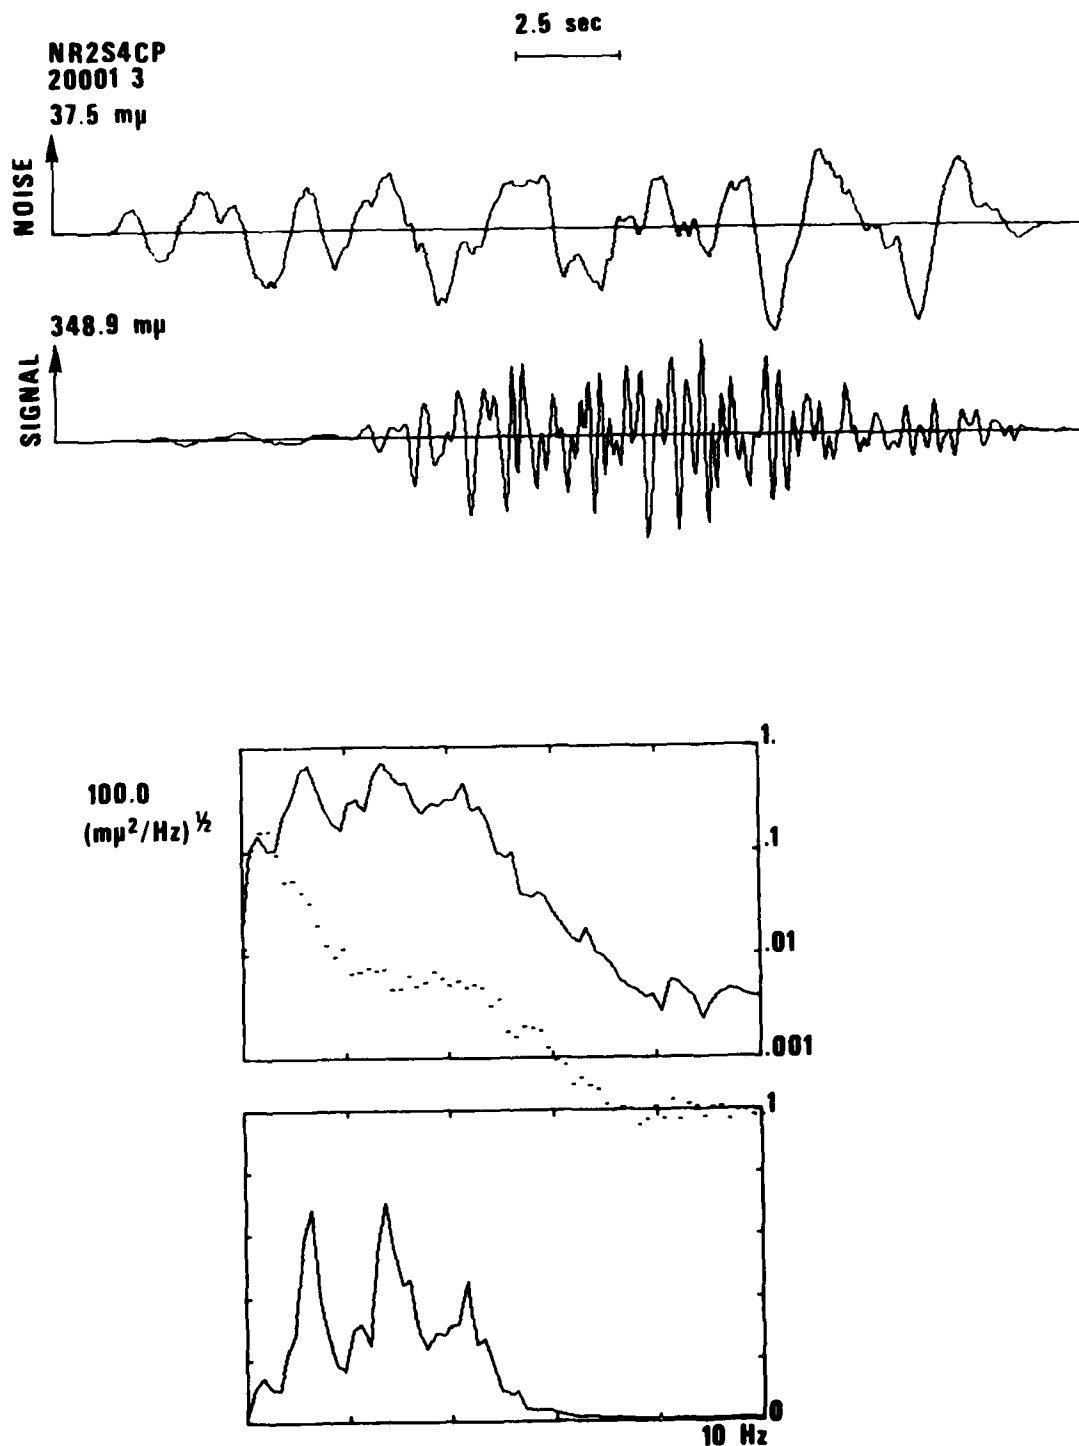 2.5 sec
NR2S4CP
20001 3
37.5 mμ
NOISE
348.9 mμ
SIGNAL
1.
100.0
(mμ²/Hz)½
.1
.01
.001
1
0
10 Hz